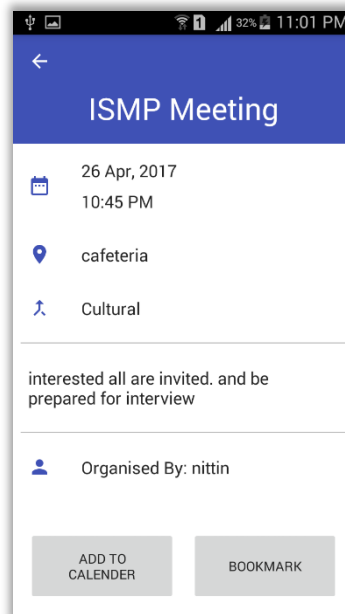 1 32% 11:01 PM
ISMP Meeting
26 Apr, 2017
10:45 PM
cafeteria
Cultural
interested all are invited. and be
prepared for interview
Organised By: nittin
ADD TO
CALENDER
BOOKMARK